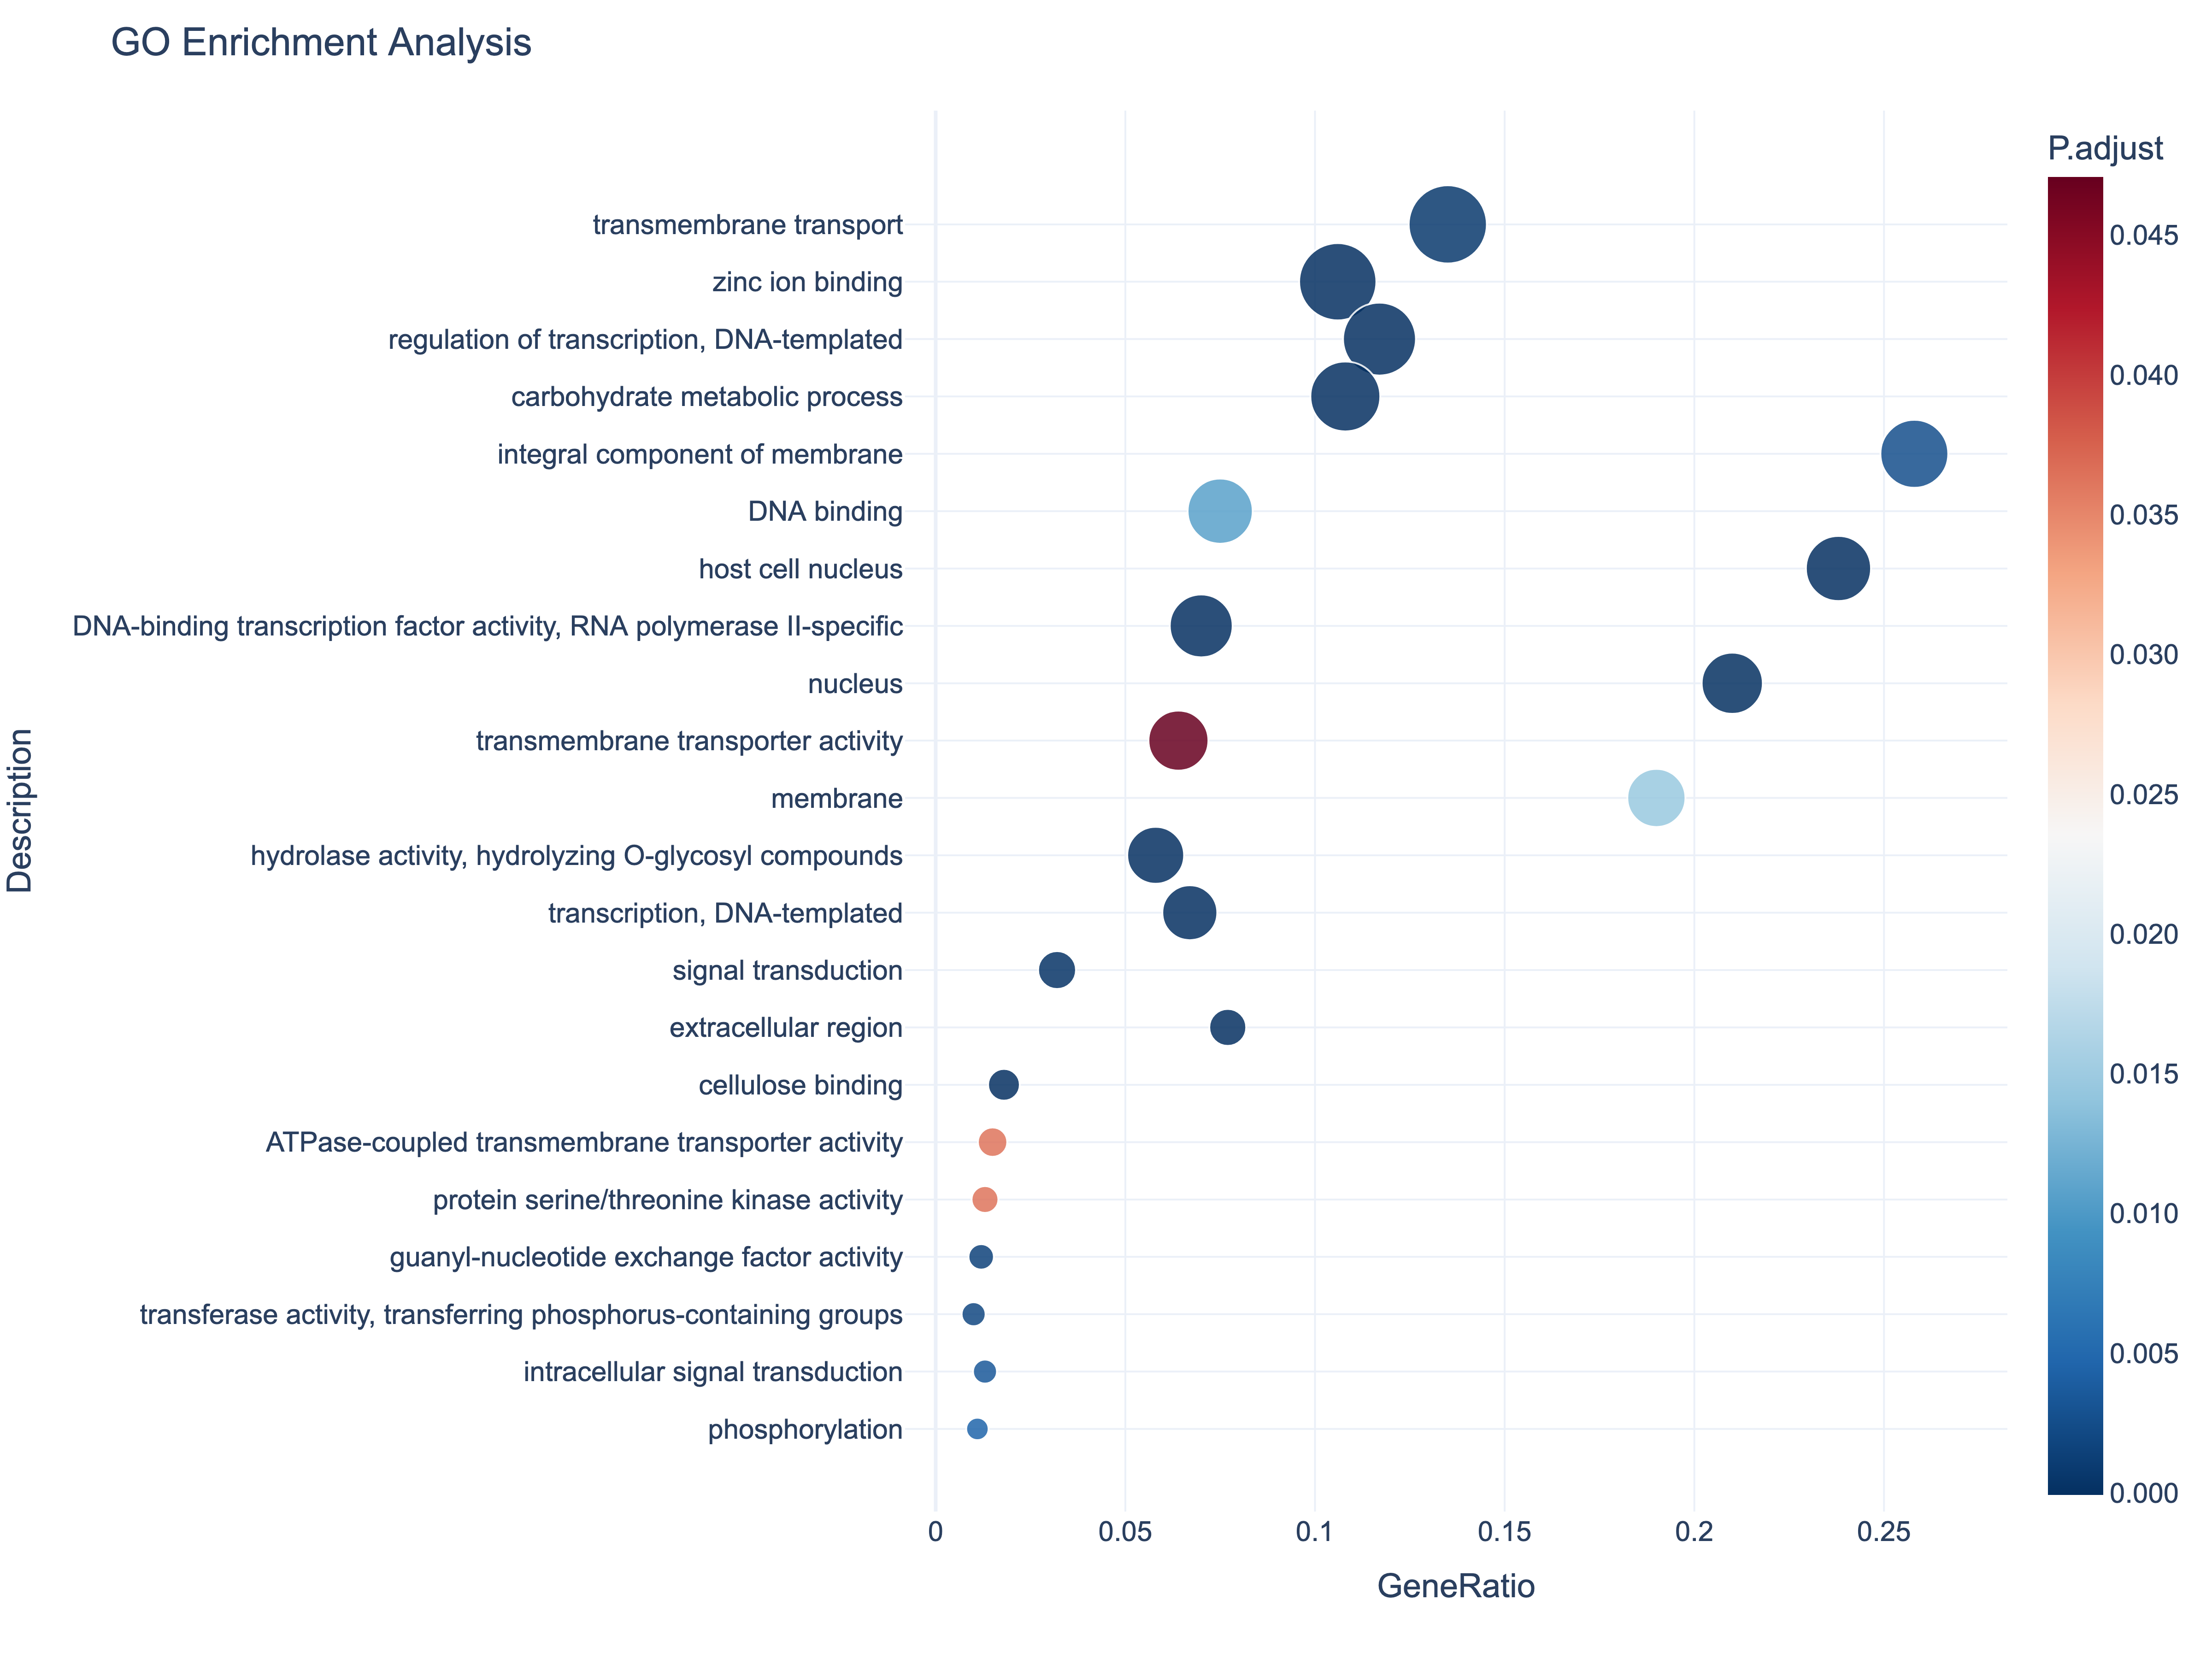 GO Enrichment Analysis
P.adjust
transmembrane transport
zinc ion binding
regulation of transcription, DNA-templated
carbohydrate metabolic process
integral component of membrane
DNA binding
host cell nucleus
DNA-binding transcription factor activity, RNA polymerase II-specific
nucleus
transmembrane transporter activity
membrane
hydrolase activity, hydrolyzing O-glycosyl compounds
transcription, DNA-templated
signal transduction
extracellular region
cellulose binding
ATPase-coupled transmembrane transporter activity
protein serine/threonine kinase activity
guanyl-nucleotide exchange factor activity
transferase activity, transferring phosphorus-containing groups
intracellular signal transduction
phosphorylation
Description
0 0.05 0.1 0.15 0.2 0.25
GeneRatio
0.045
0.040
0.035
0.030
0.025
0.020
0.015
0.010
0.005
0.000